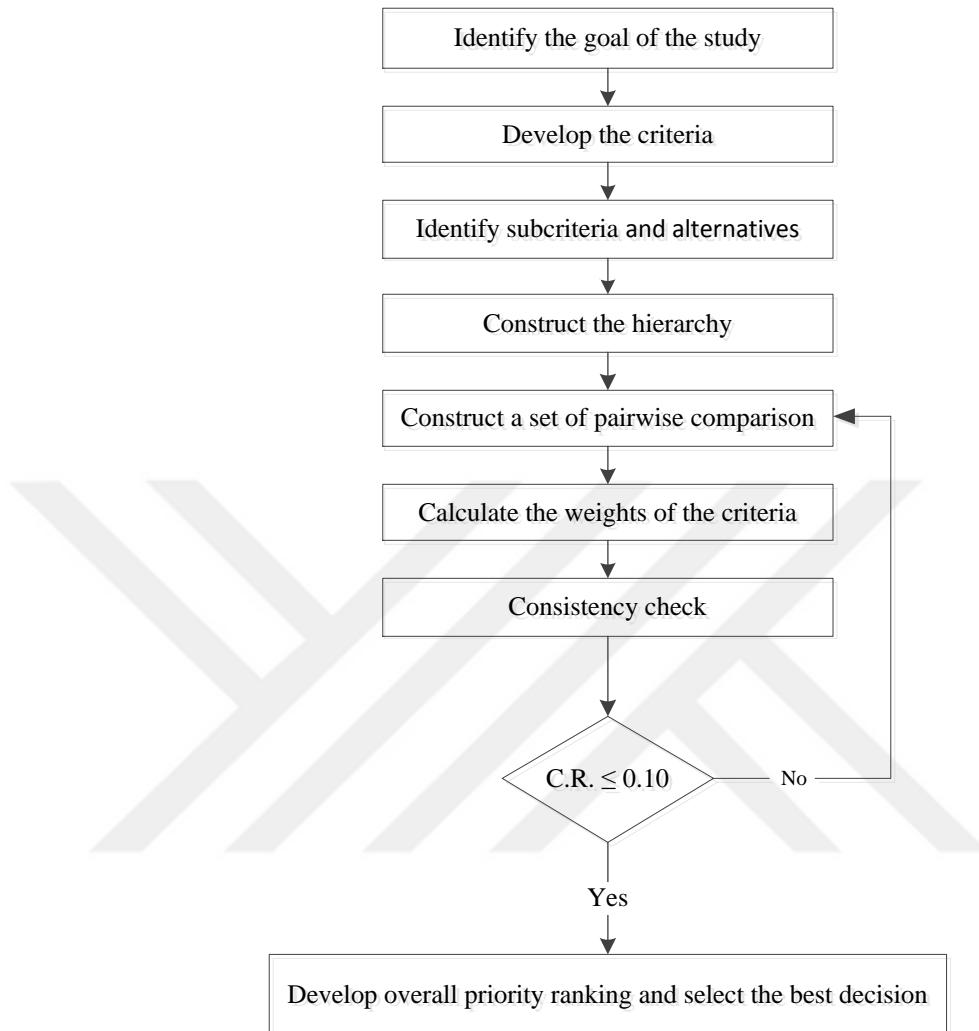 Identify the goal of the study
Develop the criteria
Identify subcriteria and alternatives
Construct the hierarchy
Construct a set of pairwise comparison
Calculate the weights of the criteria
Consistency check
C.R. ≤ 0.10
No
Yes
Develop overall priority ranking and select the best decision